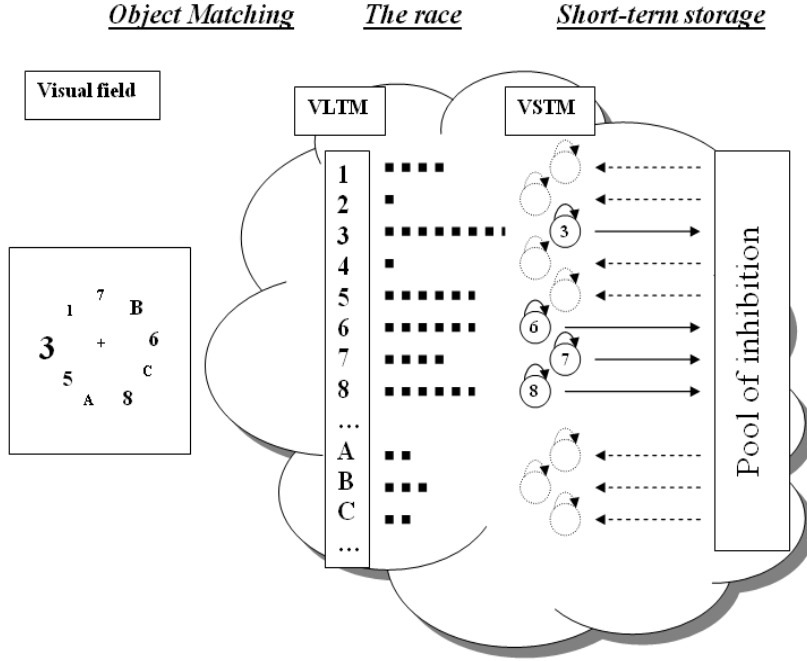 Object Matching The race Short-term storage
Visual field
VLTM
VSTM
1
2
3
4
5
6
7
8
...
A
B
C
...
3
6
7
8
Pool of inhibition
7
1 B
3 + 6
5 C
A 8